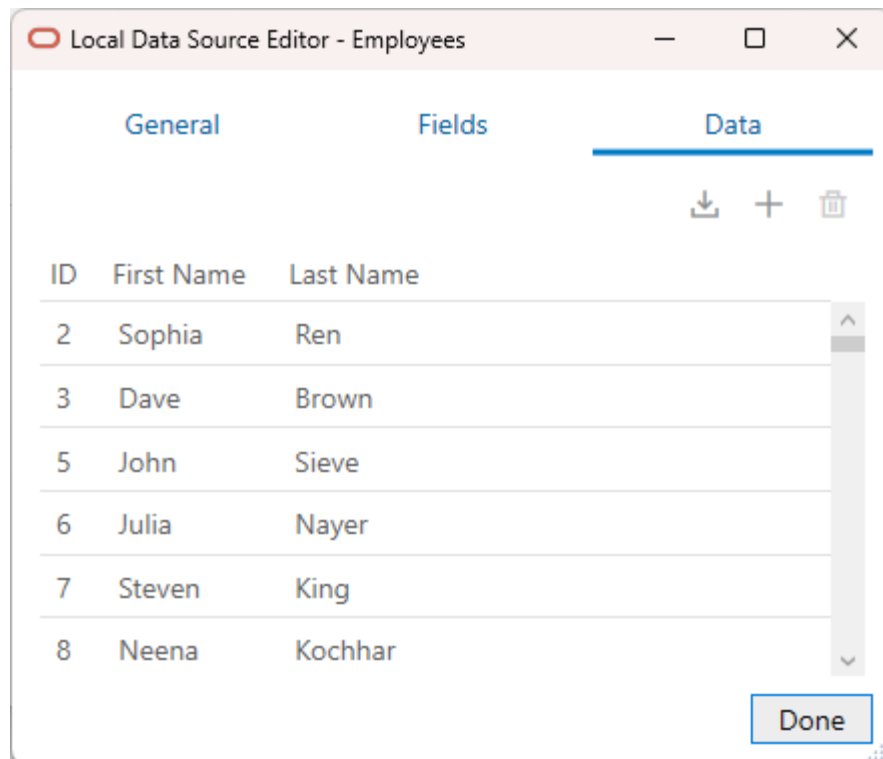 Local Data Source Editor - Employees
General Fields Data
ID First Name Last Name
2 Sophia Ren
3 Dave Brown
5 John Sieve
6 Julia Nayer
7 Steven King
8 Neena Kochhar
Done